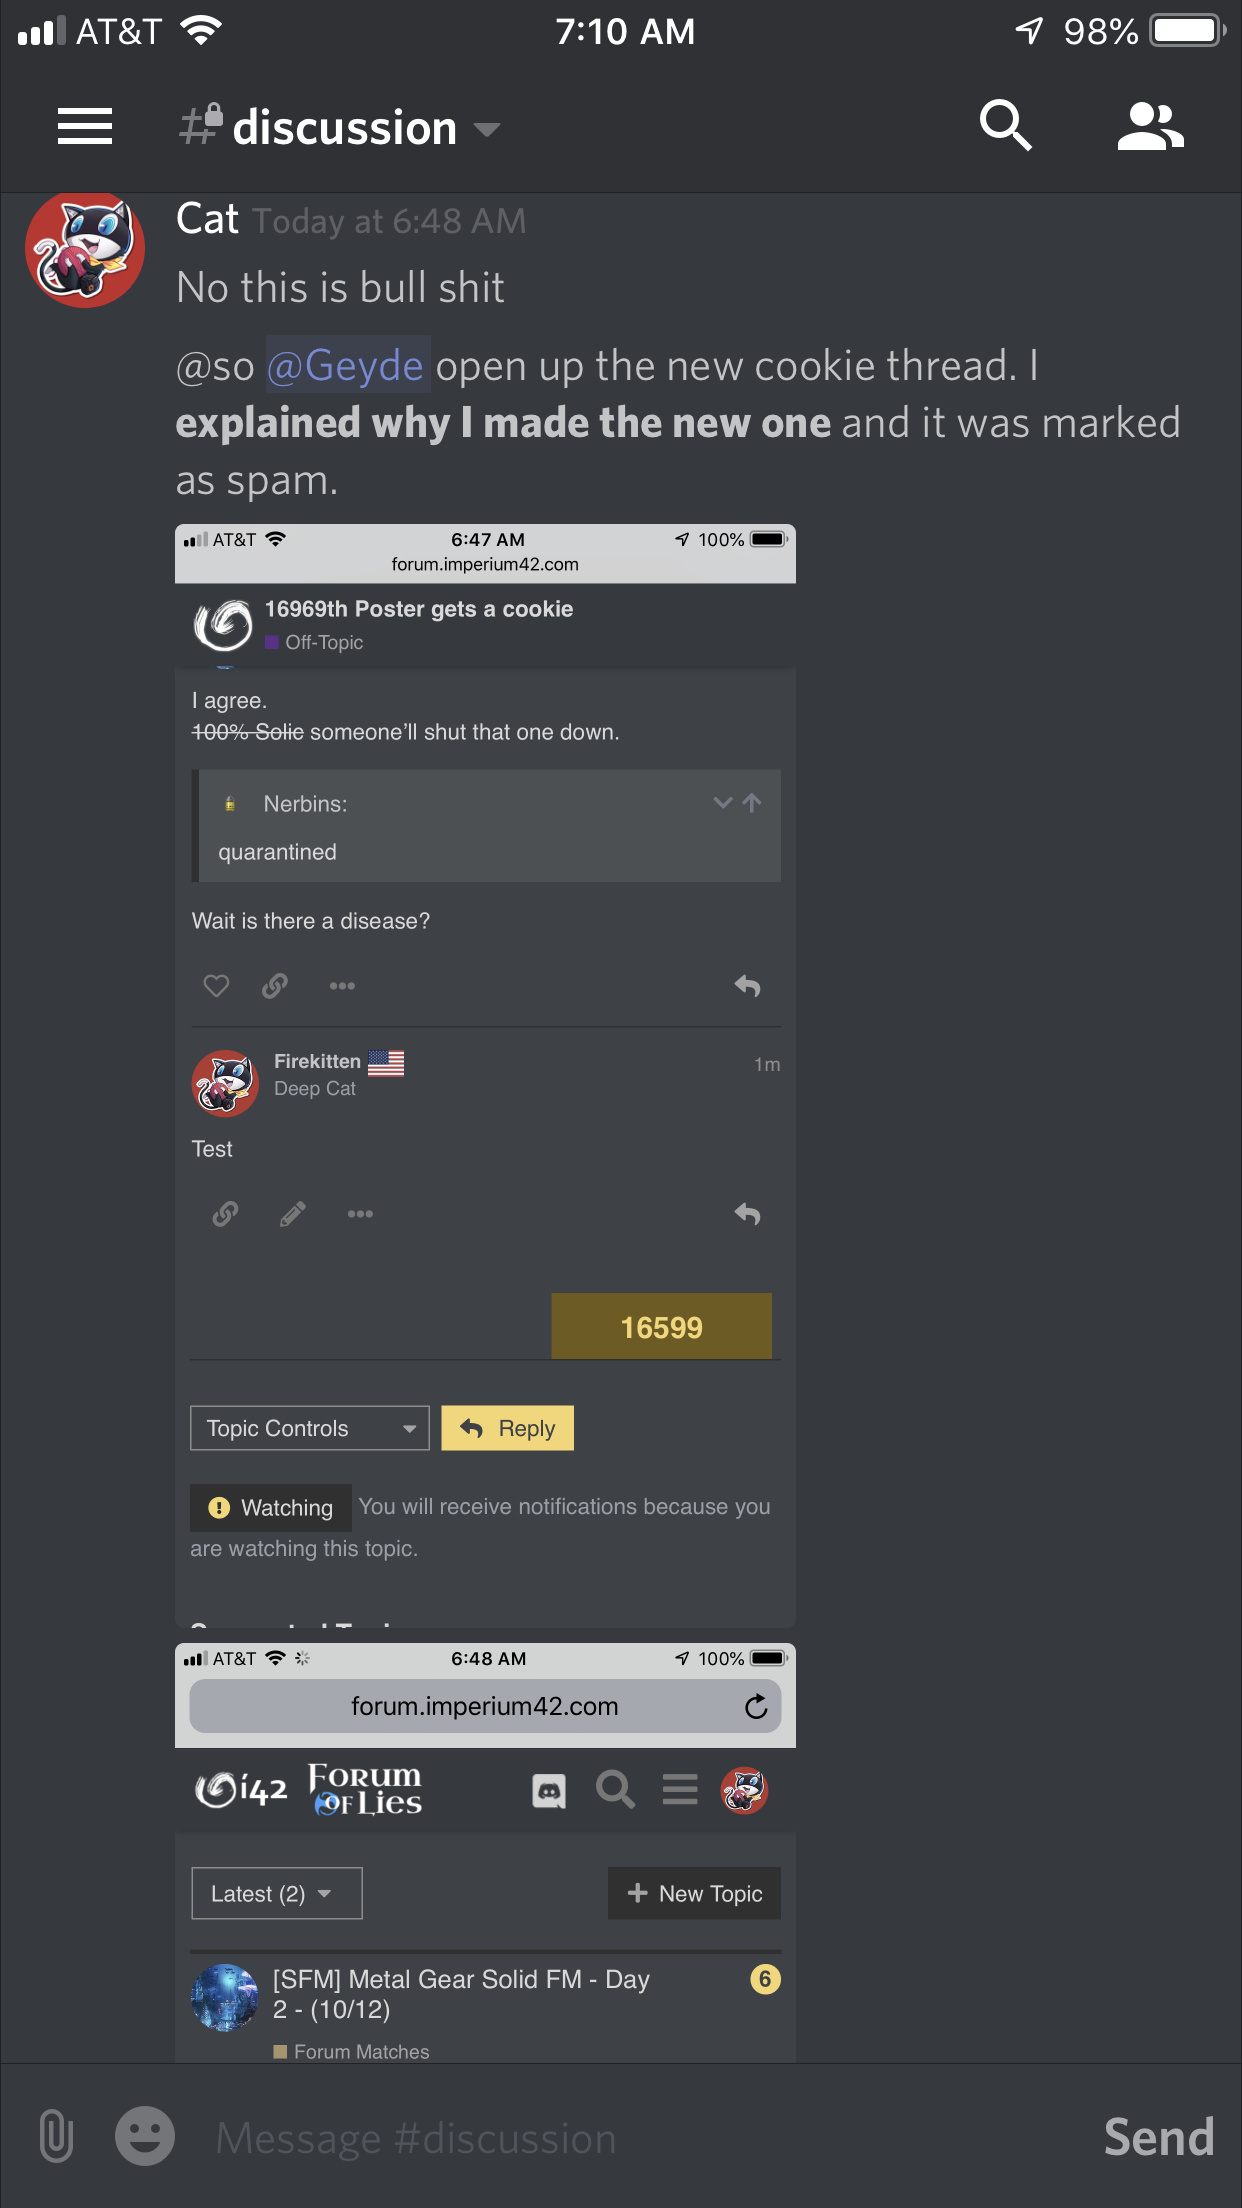 AT&T 7:10 AM 98%
# discussion
Cat Today at 6:48 AM
No this is bull shit
@so @Geyde open up the new cookie thread. I
explained why I made the new one and it was marked
as spam.
AT&T 6:47 AM 100%
forum.imperium42.com
16969th Poster gets a cookie
Off-Topic
I agree.
100% Solic someone'll shut that one down.
Nerbins:
quarantined
Wait is there a disease?
Firekitten 1m
Deep Cat
Test
16599
Topic Controls Reply
Watching You will receive notifications because you
are watching this topic.
AT&T 6:48 AM 100%
forum.imperium42.com
i42 Forum of Lies
Latest (2) + New Topic
[SFM] Metal Gear Solid FM - Day 6
2 - (10/12)
Forum Matches
Message #discussion Send